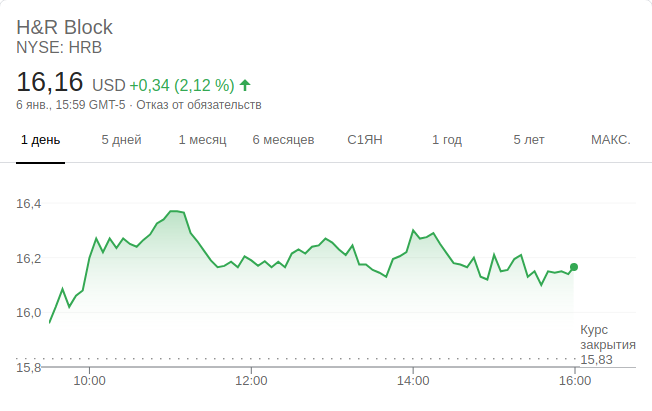 H&R Block
NYSE: HRB
16,16 USD +0,34 (2,12 %)
6 янв., 15:59 GMT-5 · Отказ от обязательств
1 день 5 дней 1 месяц 6 месяцев С1ЯН 1 год 5 лет МАКС.
16,4
16,2
16,0
Курс
закрытия
15,83
15,8
10:00 12:00 14:00 16:00